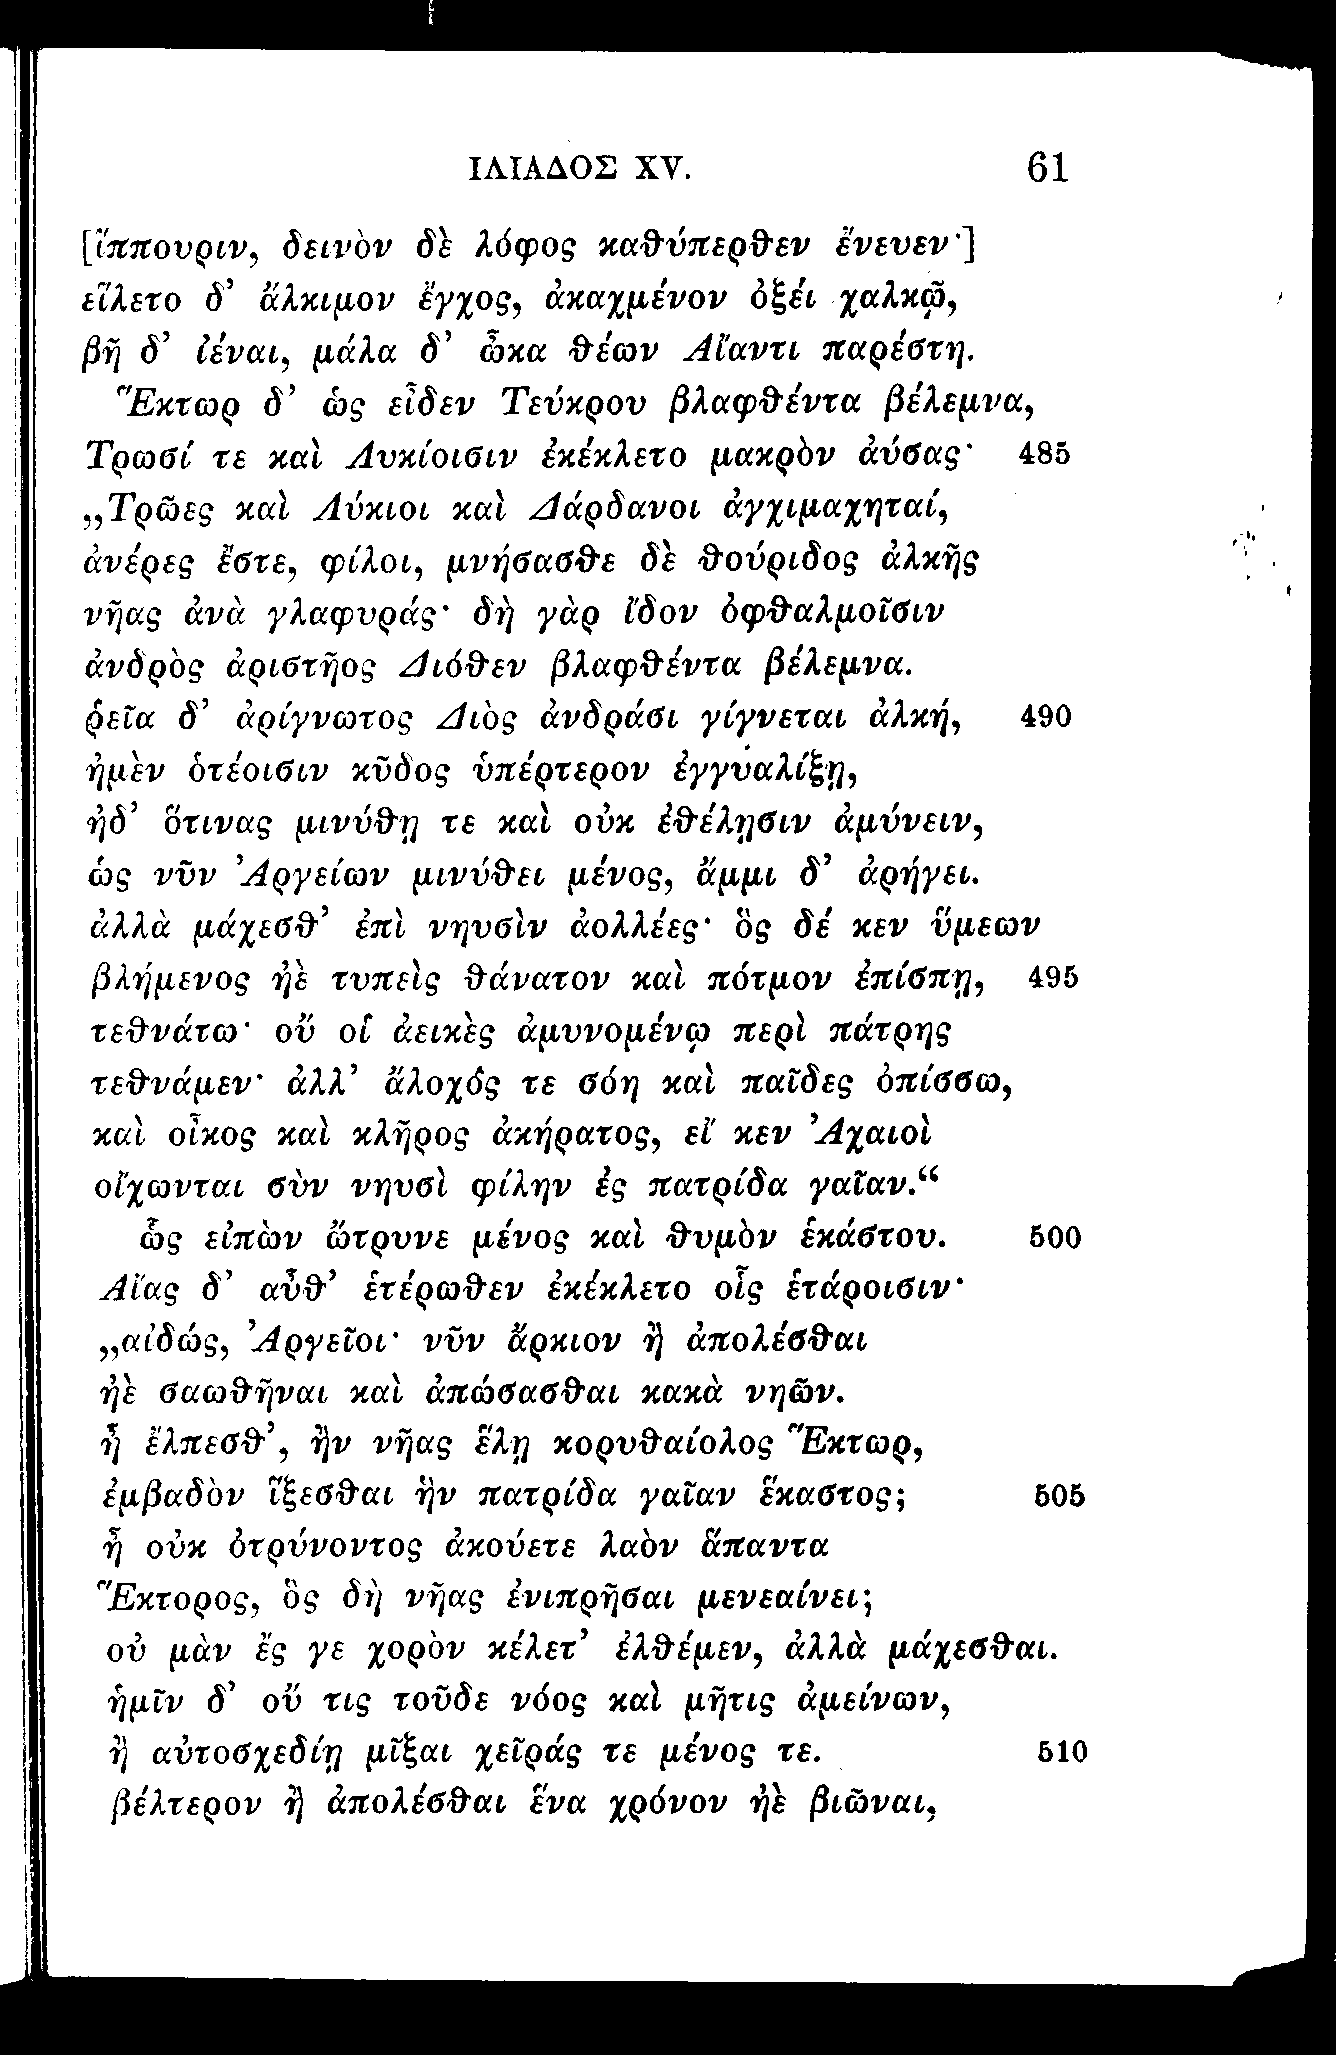 ΙΛΙΑΔΟΣ XV. 61
[ἵππουριν, δεινὸν δὲ λόφος καθύπερθεν ἔνευεν·]
εἵλετο δ’ ἄλκιμον ἔγχος, ἀκαχμένον ὀξέι χαλκῷ,
βῆ δ’ ἰέναι, μάλα δ’ ὦκα θέων Αἴαντι παρέστη.
Ἕκτωρ δ’ ὡς εἶδεν Τεύκρου βλαφθέντα βέλεμνα,
Τρωσί τε καὶ Λυκίοισιν ἐκέκλετο μακρὸν ἀύσας· 485
„Τρῶες καὶ Λύκιοι καὶ Δάρδανοι ἀγχιμαχηταί,
ἀνέρες ἔστε, φίλοι, μνήσασθε δὲ θούριδος ἀλκῆς
νῆας ἀνὰ γλαφυράς· δὴ γὰρ ἴδον ὀφθαλμοῖσιν
ἀνδρὸς ἀριστῆος Διόθεν βλαφθέντα βέλεμνα.
ῥεῖα δ’ ἀρίγνωτος Διὸς ἀνδράσι γίγνεται ἀλκή, 490
ἠμὲν ὁτέοισιν κῦδος ὑπέρτερον ἐγγυαλίξῃ,
ἠδ’ ὅτινας μινύθῃ τε καὶ οὐκ ἐθέλῃσιν ἀμύνειν,
ὡς νῦν Ἀργείων μινύθει μένος, ἄμμι δ’ ἀρήγει.
ἀλλὰ μάχεσθ’ ἐπὶ νηυσὶν ἀολλέες· ὃς δέ κεν ὔμεων
βλήμενος ἠὲ τυπεὶς θάνατον καὶ πότμον ἐπίσπῃ, 495
τεθνάτω· οὔ οἱ ἀεικὲς ἀμυνομένῳ περὶ πάτρης
τεθνάμεν· ἀλλ’ ἄλοχός τε σόη καὶ παῖδες ὀπίσσω,
καὶ οἶκος καὶ κλῆρος ἀκήρατος, εἴ κεν Ἀχαιοὶ
οἴχωνται σὺν νηυσὶ φίλην ἐς πατρίδα γαῖαν.“
ὣς εἰπὼν ὤτρυνε μένος καὶ θυμὸν ἑκάστου. 500
Αἴας δ’ αὖθ’ ἑτέρωθεν ἐκέκλετο οἷς ἑτάροισιν·
„αἰδώς, Ἀργεῖοι· νῦν ἄρκιον ἢ ἀπολέσθαι
ἠὲ σαωθῆναι καὶ ἀπώσασθαι κακὰ νηῶν.
ἦ ἔλπεσθ’, ἢν νῆας ἕλῃ κορυθαίολος Ἕκτωρ,
ἐμβαδὸν ἵξεσθαι ἣν πατρίδα γαῖαν ἕκαστος; 505
ἦ οὐκ ὀτρύνοντος ἀκούετε λαὸν ἅπαντα
Ἕκτορος, ὃς δὴ νῆας ἐνιπρῆσαι μενεαίνει;
οὐ μὰν ἔς γε χορὸν κέλετ’ ἐλθέμεν, ἀλλὰ μάχεσθαι.
ἡμῖν δ’ οὔ τις τοῦδε νόος καὶ μῆτις ἀμείνων,
ἢ αὐτοσχεδίῃ μῖξαι χεῖράς τε μένος τε. 510
βέλτερον ἢ ἀπολέσθαι ἕνα χρόνον ἠὲ βιῶναι,